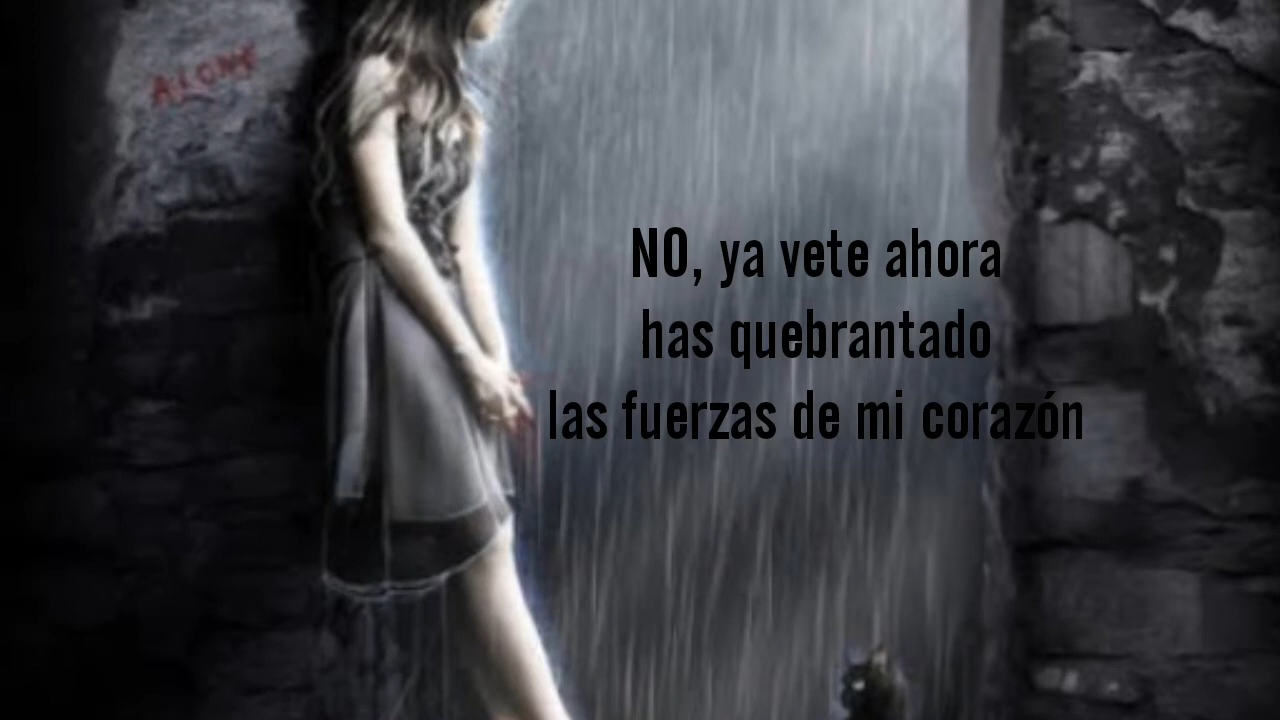 ALONE
NO, ya vete ahora
has quebrantado
las fuerzas de mi corazón